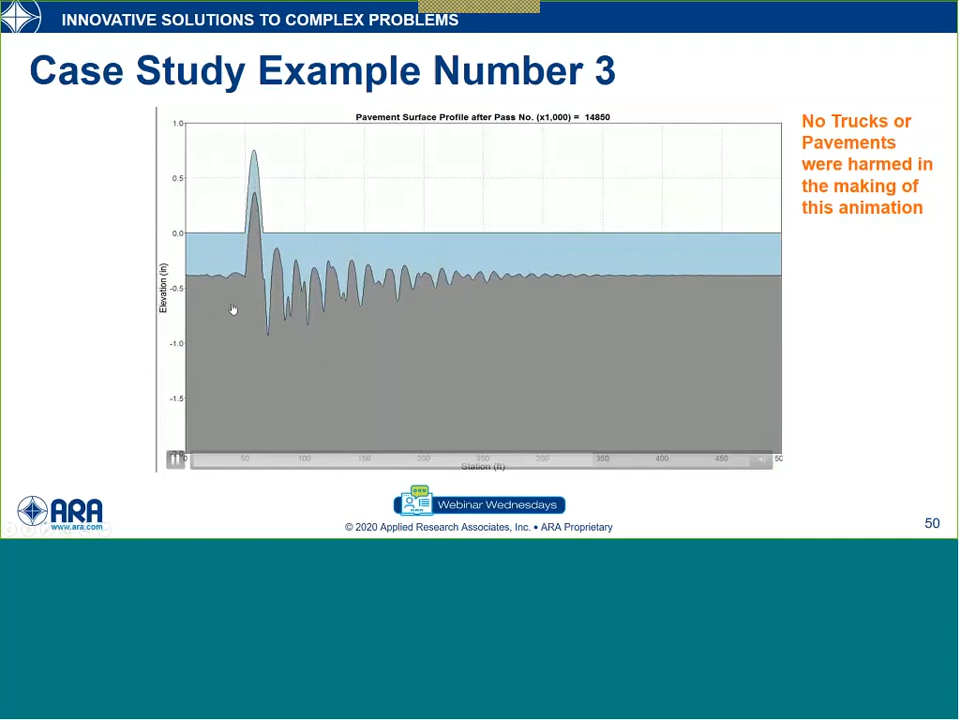 INNOVATIVE SOLUTIONS TO COMPLEX PROBLEMS
Case Study Example Number 3
Pavement Surface Profile after Pass No. (x1,000) = 14850
No Trucks or
Pavements
were harmed in
the making of
this animation
1.0
0.5
0.0
-0.5
-1.0
-1.5
Elevation (in)
50 100 150 200 250 300 350 400 450
Station (ft)
ARA
www.ara.com
Webinar Wednesdays
© 2020 Applied Research Associates, Inc. • ARA Proprietary
50